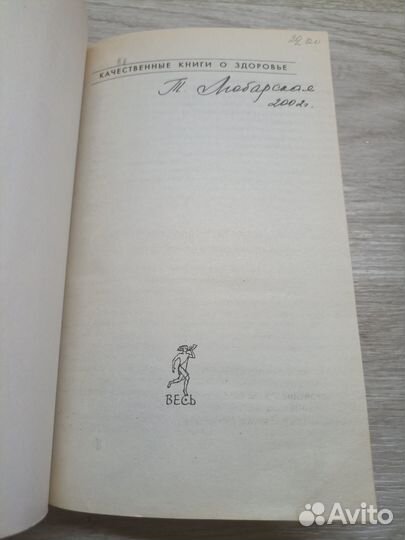 КАЧЕСТВЕННЫЕ КНИГИ О ЗДОРОВЬЕ
Т. Любарская
2002г.
ВЕСЬ
Avito